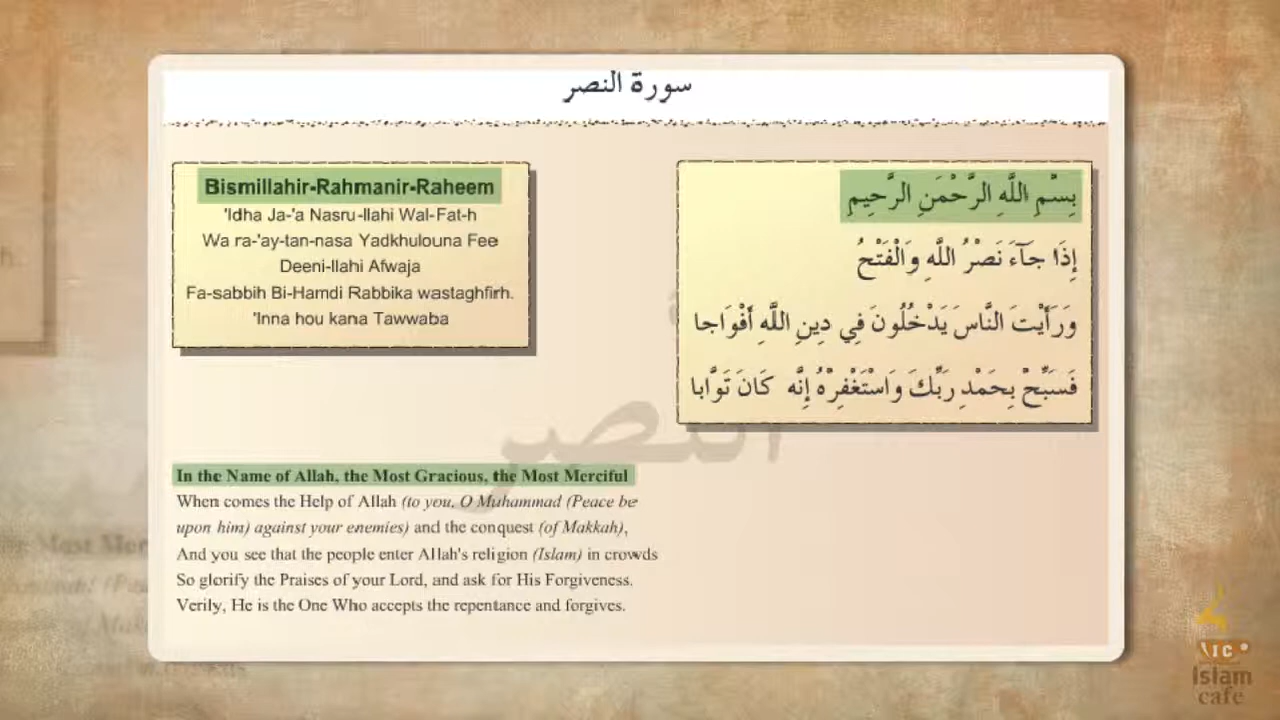 سورة النصر
Bismillahir-Rahmanir-Raheem
'Idha Ja-'a Nasru-llahi Wal-Fat-h
Wa ra-'ay-tan-nasa Yadkhulouna Fee
Deeni-llahi Afwaja
Fa-sabbih Bi-Hamdi Rabbika wastaghfirh.
'Inna hou kana Tawwaba
بِسْمِ اللَّهِ الرَّحْمَنِ الرَّحِيمِ
إِذَا جَآءَ نَصْرُ اللَّهِ وَالْفَتْحُ
وَرَأَيْتَ النَّاسَ يَدْخُلُونَ فِي دِينِ اللَّهِ أَفْوَاجا
فَسَبِّحْ بِحَمْدِ رَبِّكَ وَاسْتَغْفِرْهُ إِنَّه كَانَ تَوَّابا
النصر
In the Name of Allah, the Most Gracious, the Most Merciful
When comes the Help of Allah (to you, O Muhammad (Peace be
upon him) against your enemies) and the conquest (of Makkah),
And you see that the people enter Allah's religion (Islam) in crowds
So glorify the Praises of your Lord, and ask for His Forgiveness.
Verily, He is the One Who accepts the repentance and forgives.
IC
Islam
cafe